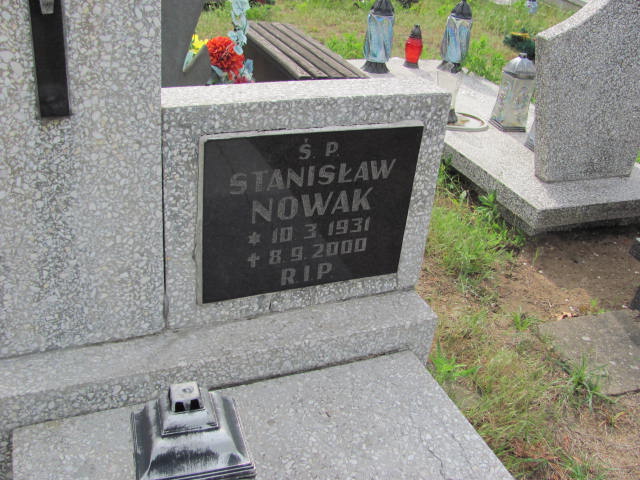 Ś. P.
STANISŁAW
NOWAK
* 10.3.1931
✝ 8.9.2000
R.I.P